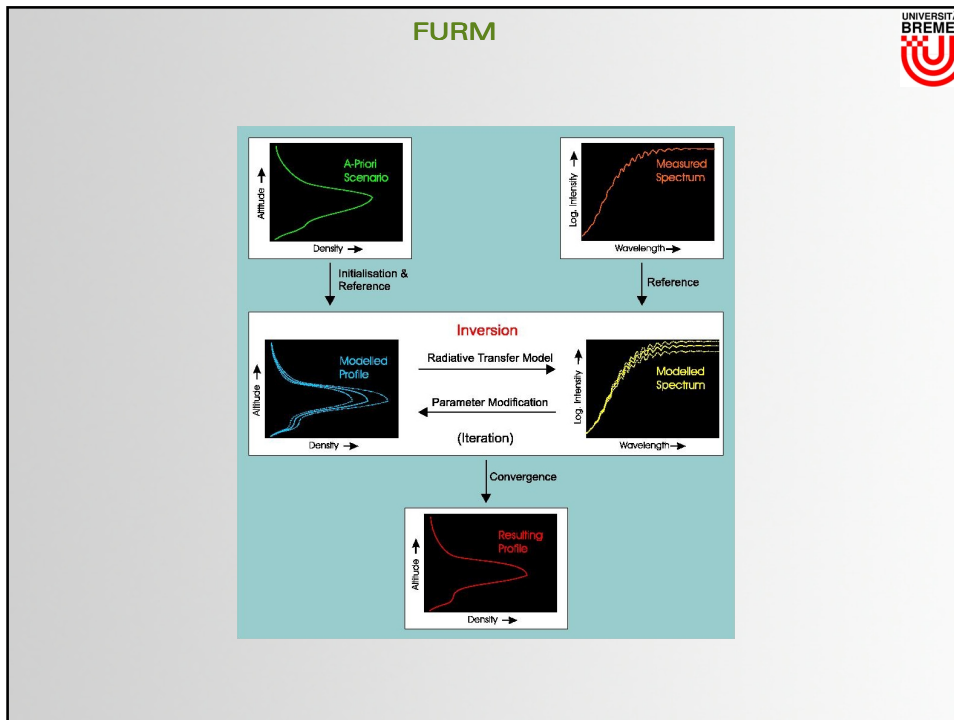 FURM
UNIVERSITÄ
BREME
A-Priori
Scenario
Altitude
Density
Measured
Spectrum
Log. Intensity
Wavelength
Initialisation &
Reference
Reference
Inversion
Modelled
Profile
Altitude
Density
Radiative Transfer Model
Parameter Modification
(Iteration)
Modelled
Spectrum
Log. Intensity
Wavelength
Convergence
Resulting
Profile
Altitude
Density